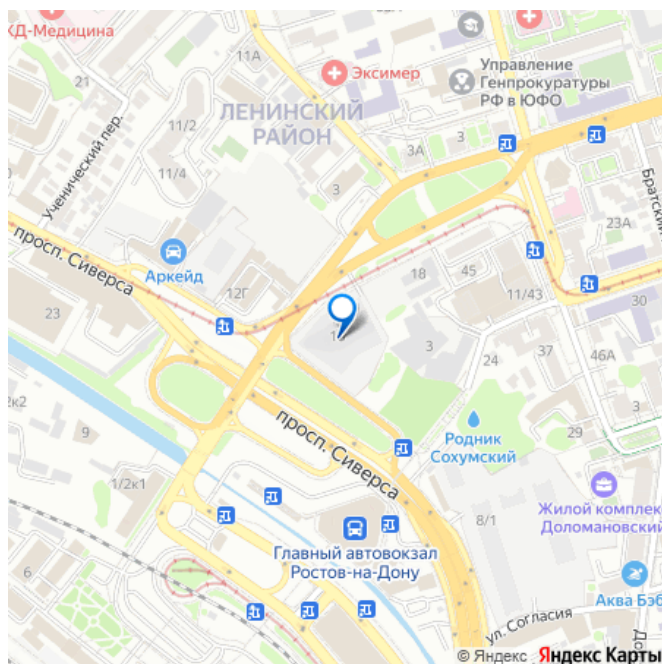 КД-Медицина
11А
21
Эксимер
Управление
Генпрокуратуры
РФ в ЮФО
ЛЕНИНСКИЙ
РАЙОН
11/2
3А
3
3
11/4
Ученический пер.
Братский
23А
просп. Сиверса
Аркейд
12Г
18
45
11/43
30
23
3
24
37
46А
2к2
9
просп. Сиверса
Родник
Сохумский
29
3
1/2к1
8/1
Жилой комплекс
Доломановский
Главный автовокзал
Ростов-на-Дону
6
Аква Бэб
ул. Согласия
До
© Яндекс Яндекс Карты